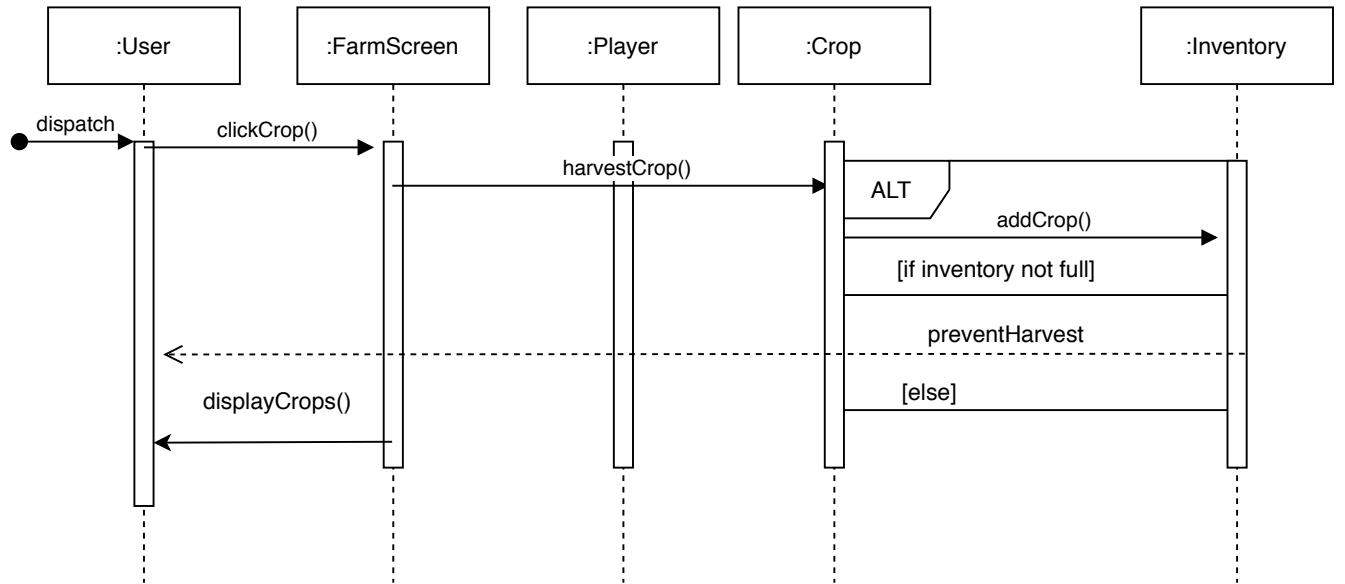 :User
:FarmScreen
:Player
:Crop
:Inventory
dispatch
clickCrop()
harvestCrop()
ALT
addCrop()
[if inventory not full]
preventHarvest
[else]
displayCrops()